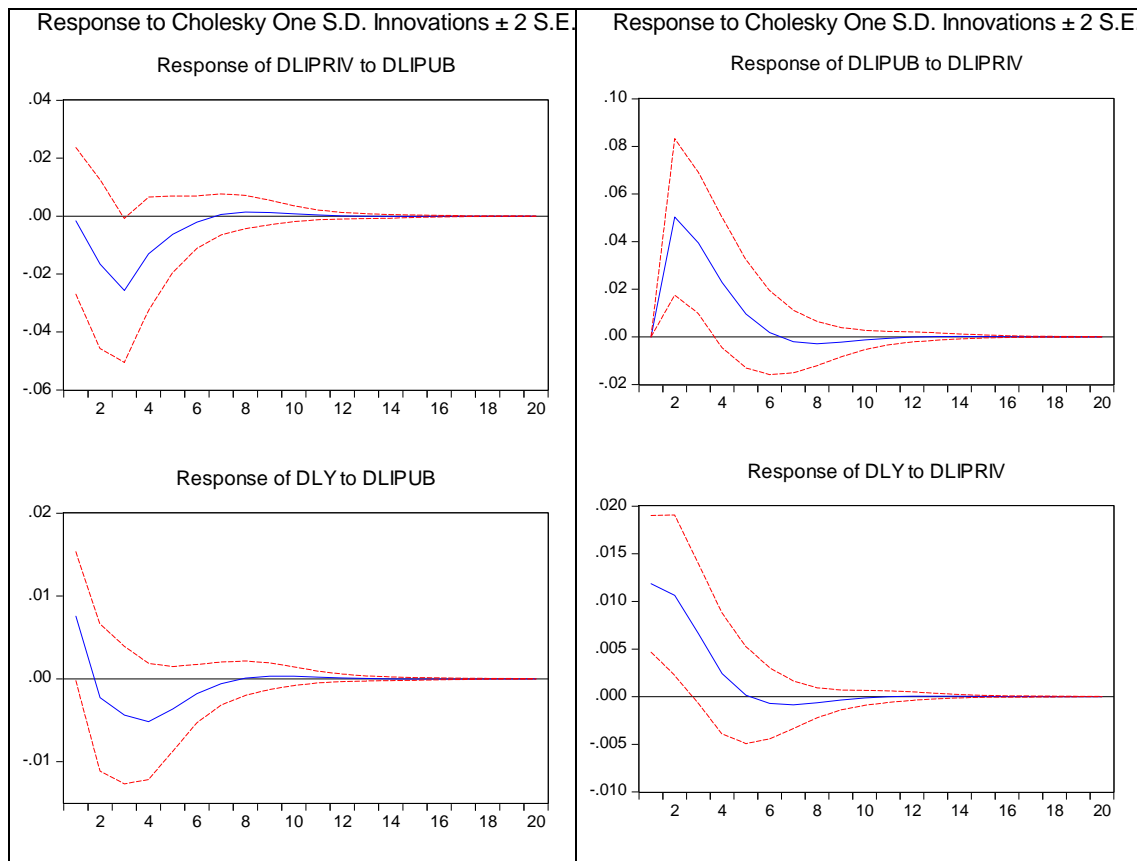 Response to Cholesky One S.D. Innovations ± 2 S.E.
Response of DLIPRIV to DLIPUB
.04
.02
.00
-.02
-.04
-.06
2 4 6 8 10 12 14 16 18 20
Response of DLY to DLIPUB
.02
.01
.00
-.01
2 4 6 8 10 12 14 16 18 20
Response to Cholesky One S.D. Innovations ± 2 S.E.
Response of DLIPUB to DLIPRIV
.10
.08
.06
.04
.02
.00
-.02
2 4 6 8 10 12 14 16 18 20
Response of DLY to DLIPRIV
.020
.015
.010
.005
.000
-.005
-.010
2 4 6 8 10 12 14 16 18 20